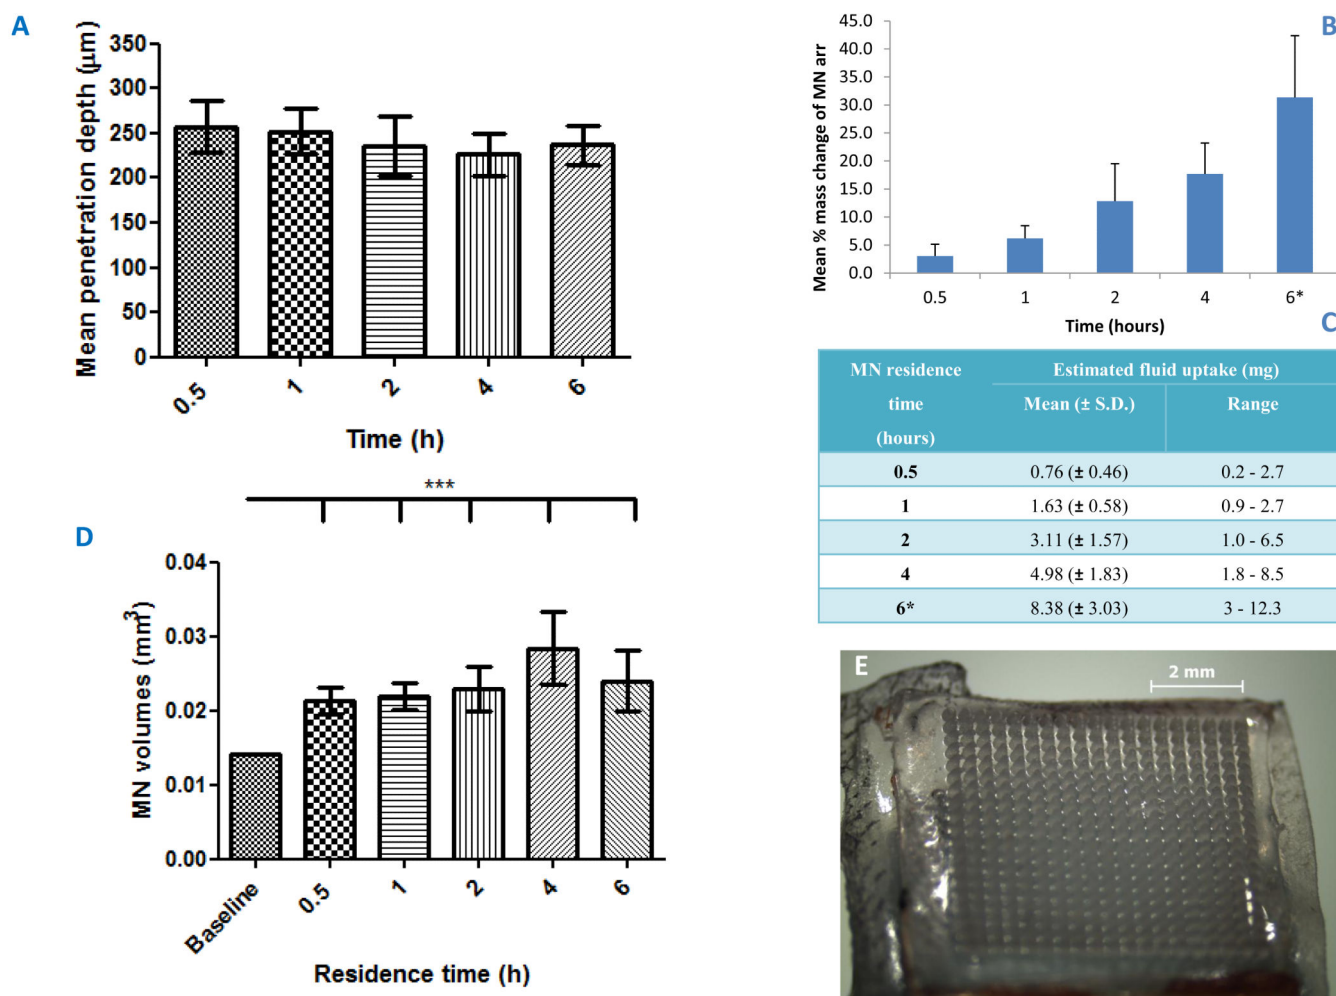 A
Mean penetration depth (µm)
350
300
250
200
150
100
50
0
0.5
1
2
4
6
Time (h)
B
Mean % mass change of MN arr
45.0
40.0
35.0
30.0
25.0
20.0
15.0
10.0
5.0
0.0
0.5
1
2
4
6*
Time (hours)
C
MN residence
time
(hours)
Estimated fluid uptake (mg)
Mean (± S.D.)
Range
0.5 0.76 (± 0.46) 0.2 - 2.7
1 1.63 (± 0.58) 0.9 - 2.7
2 3.11 (± 1.57) 1.0 - 6.5
4 4.98 (± 1.83) 1.8 - 8.5
6* 8.38 (± 3.03) 3 - 12.3
D
***
MN volumes (mm³)
0.04
0.03
0.02
0.01
0.00
Baseline
0.5
1
2
4
6
Residence time (h)
E
2 mm